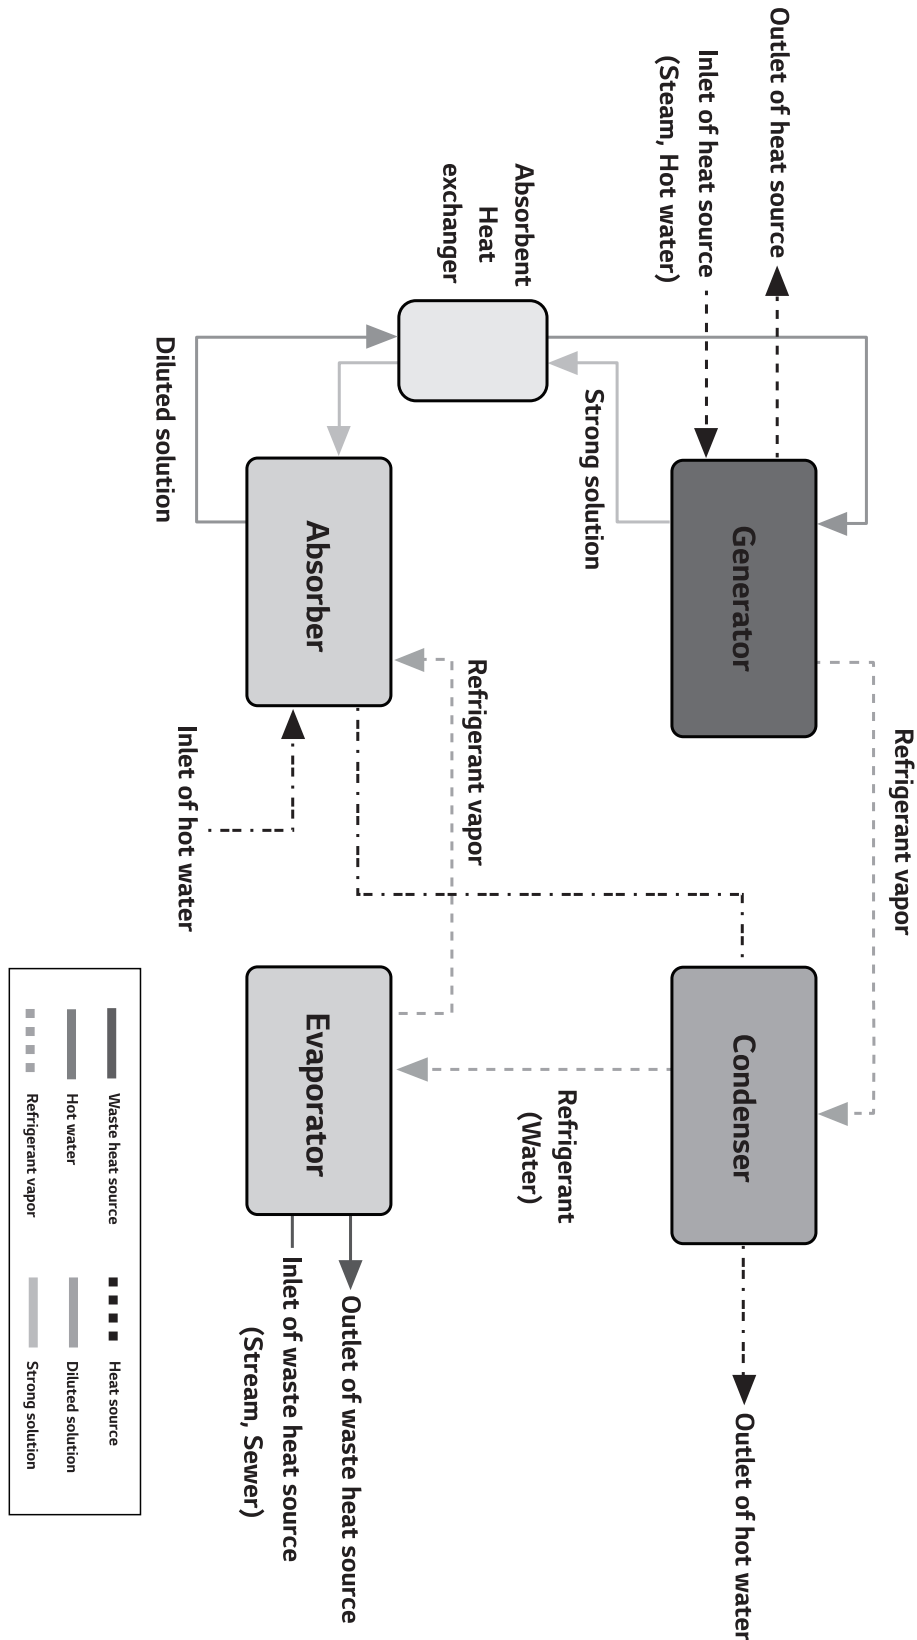 Refrigerant vapor
Outlet of heat source
Inlet of heat source
(Steam, Hot water)
Generator
Condenser
Outlet of hot water
Strong solution
Refrigerant
(Water)
Absorbent
Heat
exchanger
Refrigerant vapor
Absorber
Evaporator
Outlet of waste heat source
Inlet of waste heat source
(Stream, Sewer)
Diluted solution
Inlet of hot water
Waste heat source
Heat source
Hot water
Diluted solution
Refrigerant vapor
Strong solution